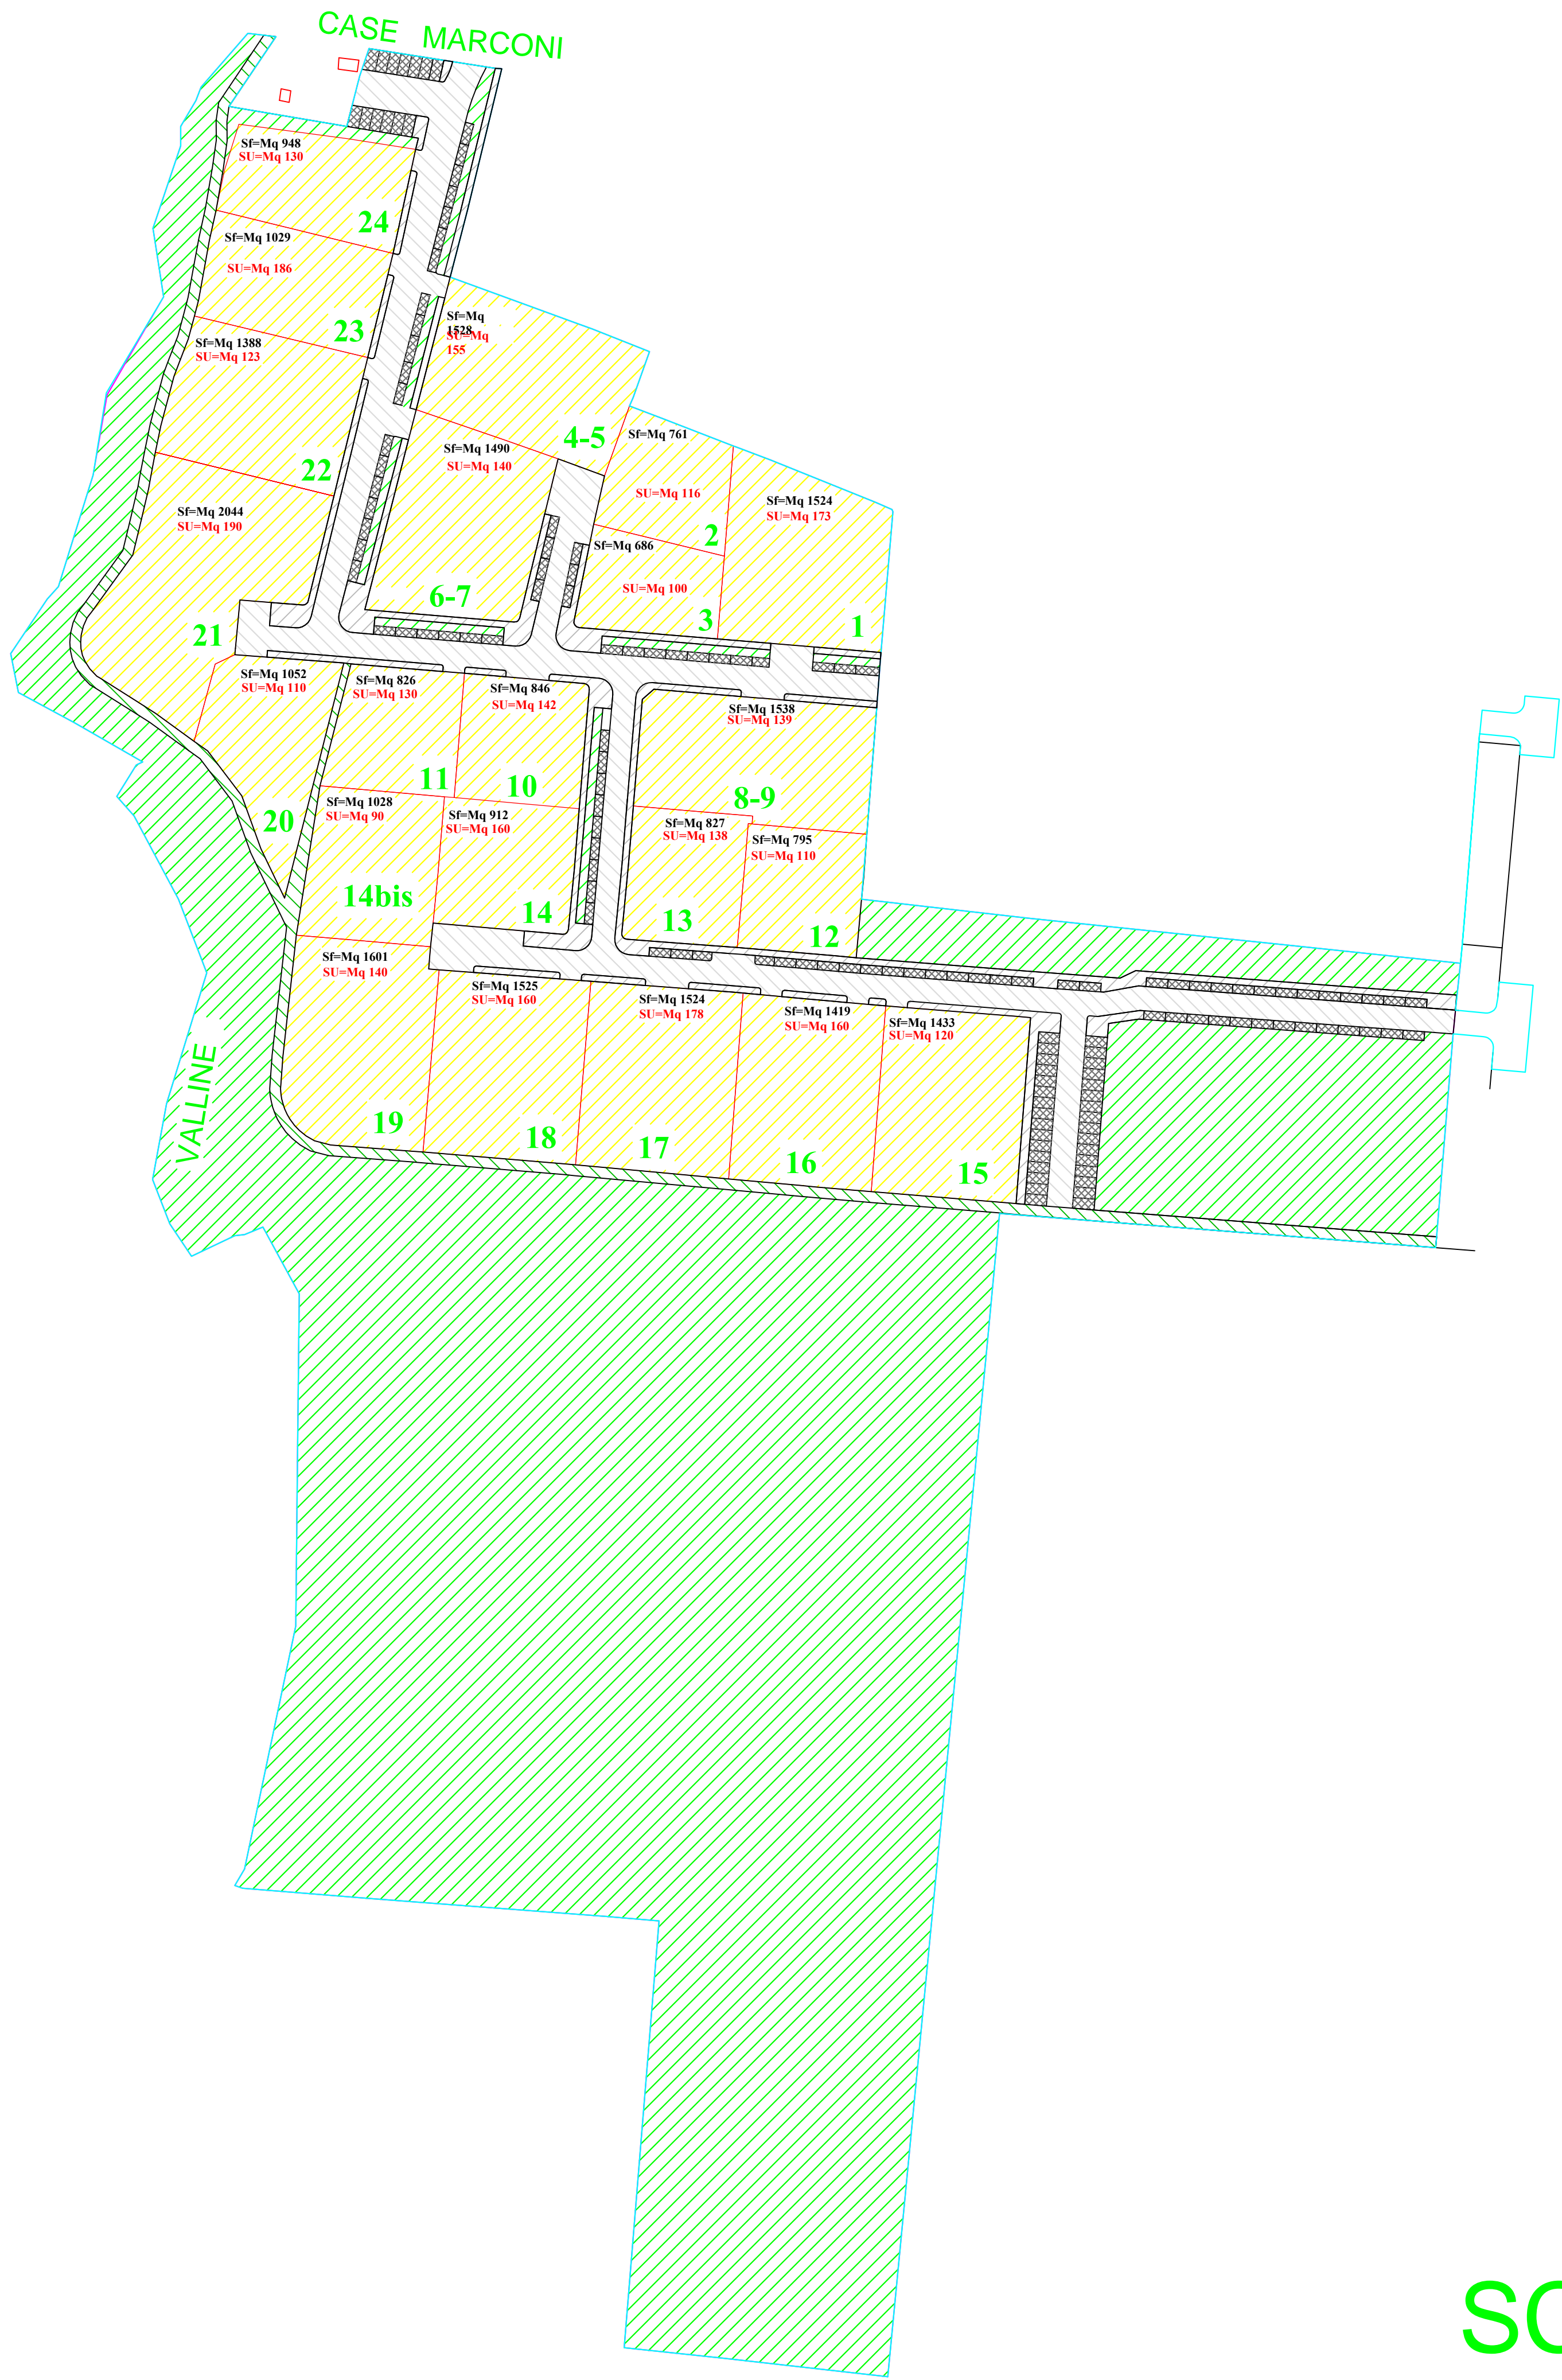 CASE MARCONI
Sf=Mq 948
SU=Mq 130
24
Sf=Mq 1029
SU=Mq 186
23
Sf=Mq 1388
SU=Mq 123
22
Sf=Mq 2044
SU=Mq 190
21
Sf=Mq
1528
SU=Mq
155
4-5
Sf=Mq 1490
SU=Mq 140
6-7
Sf=Mq 761
SU=Mq 116
2
Sf=Mq 686
SU=Mq 100
3
Sf=Mq 1524
SU=Mq 173
1
Sf=Mq 1052
SU=Mq 110
20
Sf=Mq 826
SU=Mq 130
11
Sf=Mq 846
SU=Mq 142
10
Sf=Mq 1538
SU=Mq 139
8-9
Sf=Mq 1028
SU=Mq 90
14bis
Sf=Mq 912
SU=Mq 160
14
Sf=Mq 827
SU=Mq 138
13
Sf=Mq 795
SU=Mq 110
12
Sf=Mq 1601
SU=Mq 140
19
Sf=Mq 1525
SU=Mq 160
18
Sf=Mq 1524
SU=Mq 178
17
Sf=Mq 1419
SU=Mq 160
16
Sf=Mq 1433
SU=Mq 120
15
VALLINE